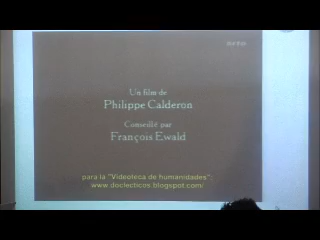 Un film de
Philippe Calderon
Conseillé par
François Ewald
para la "Videoteca de humanidades":
www.doclecticos.blogspot.com/